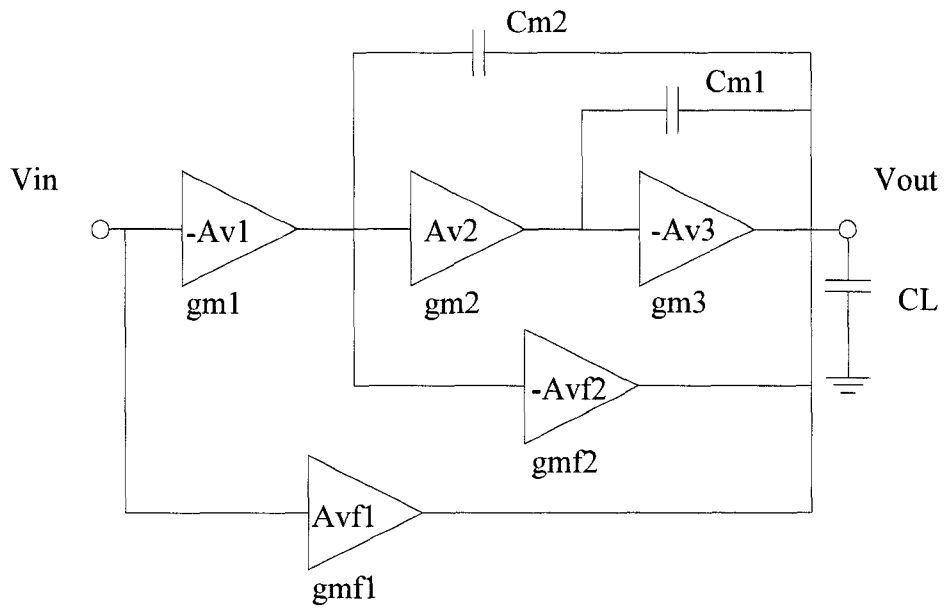 Cm2
Cm1
Vin
Vout
-Av1
Av2
-Av3
gm1
gm2
gm3
CL
-Avf2
gmf2
Avf1
gmf1